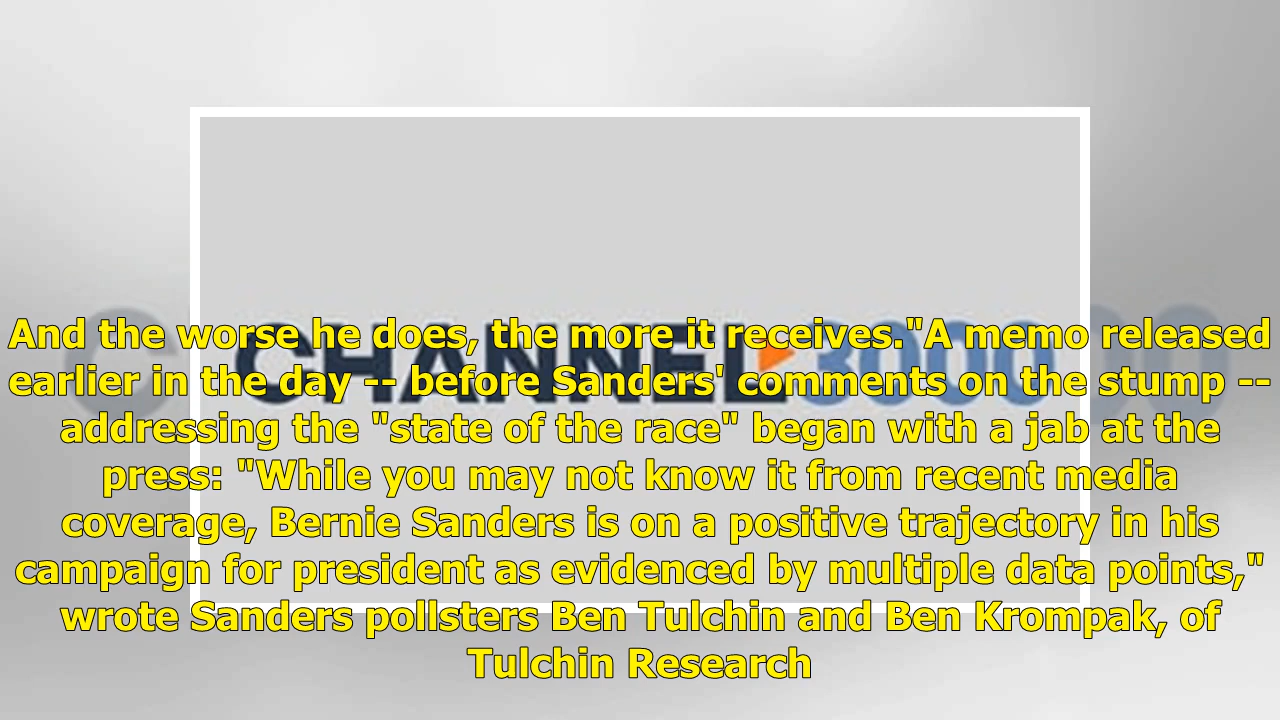 And the worse he does, the more it receives."A memo released
earlier in the day -- before Sanders' comments on the stump --
addressing the "state of the race" began with a jab at the
press: "While you may not know it from recent media
coverage, Bernie Sanders is on a positive trajectory in his
campaign for president as evidenced by multiple data points,"
wrote Sanders pollsters Ben Tulchin and Ben Krompak, of
Tulchin Research
CHANNEL 3000